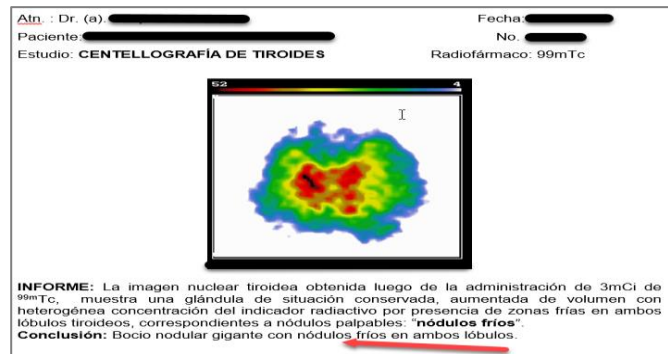 Atn. : Dr. (a).
Fecha:
Paciente:
No.
Estudio: CENTELLOGRAFÍA DE TIROIDES
Radiofármaco: 99mTc
52 4
INFORME: La imagen nuclear tiroidea obtenida luego de la administración de 3mCi de
99mTc, muestra una glándula de situación conservada, aumentada de volumen con
heterogénea concentración del indicador radiactivo por presencia de zonas frías en ambos
lóbulos tiroideos, correspondientes a nódulos palpables: "nódulos fríos".
Conclusión: Bocio nodular gigante con nódulos fríos en ambos lóbulos.